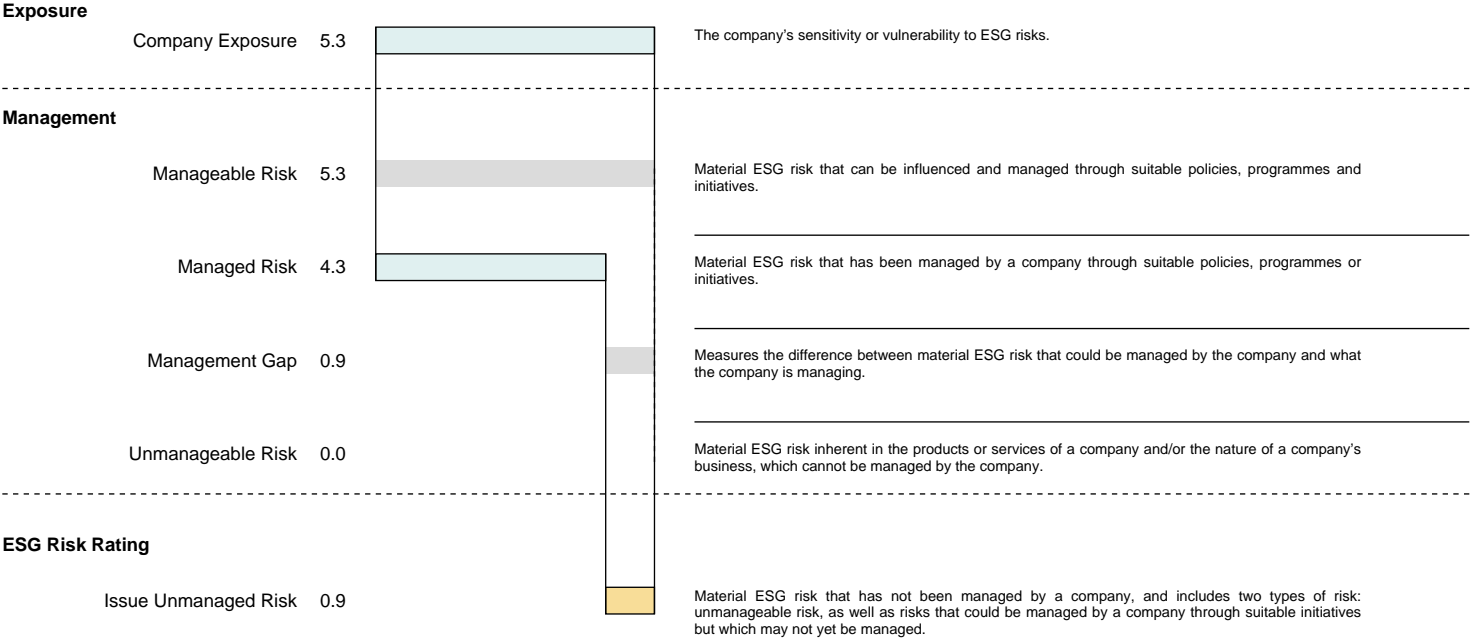 Exposure
Company Exposure 5.3
The company’s sensitivity or vulnerability to ESG risks.
Management
Manageable Risk 5.3
Material ESG risk that can be influenced and managed through suitable policies, programmes and
initiatives.
Managed Risk 4.3
Material ESG risk that has been managed by a company through suitable policies, programmes or
initiatives.
Management Gap 0.9
Measures the difference between material ESG risk that could be managed by the company and what
the company is managing.
Unmanageable Risk 0.0
Material ESG risk inherent in the products or services of a company and/or the nature of a company’s
business, which cannot be managed by the company.
ESG Risk Rating
Issue Unmanaged Risk 0.9
Material ESG risk that has not been managed by a company, and includes two types of risk:
unmanageable risk, as well as risks that could be managed by a company through suitable initiatives
but which may not yet be managed.